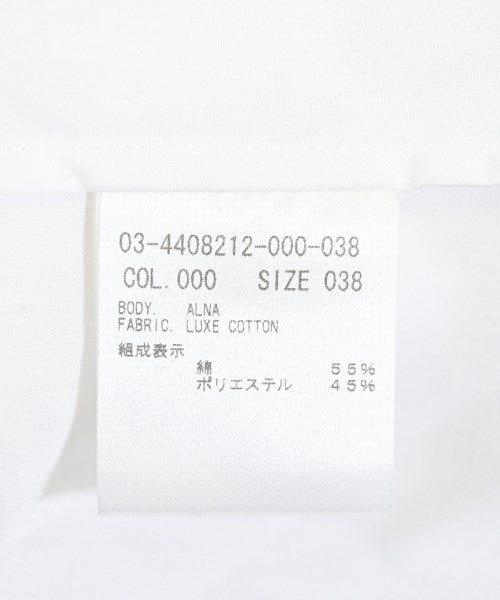 03-4408212-000-038
COL.000 SIZE 038
BODY. ALNA
FABRIC. LUXE COTTON
組成表示
綿 55%
ポリエステル 45%